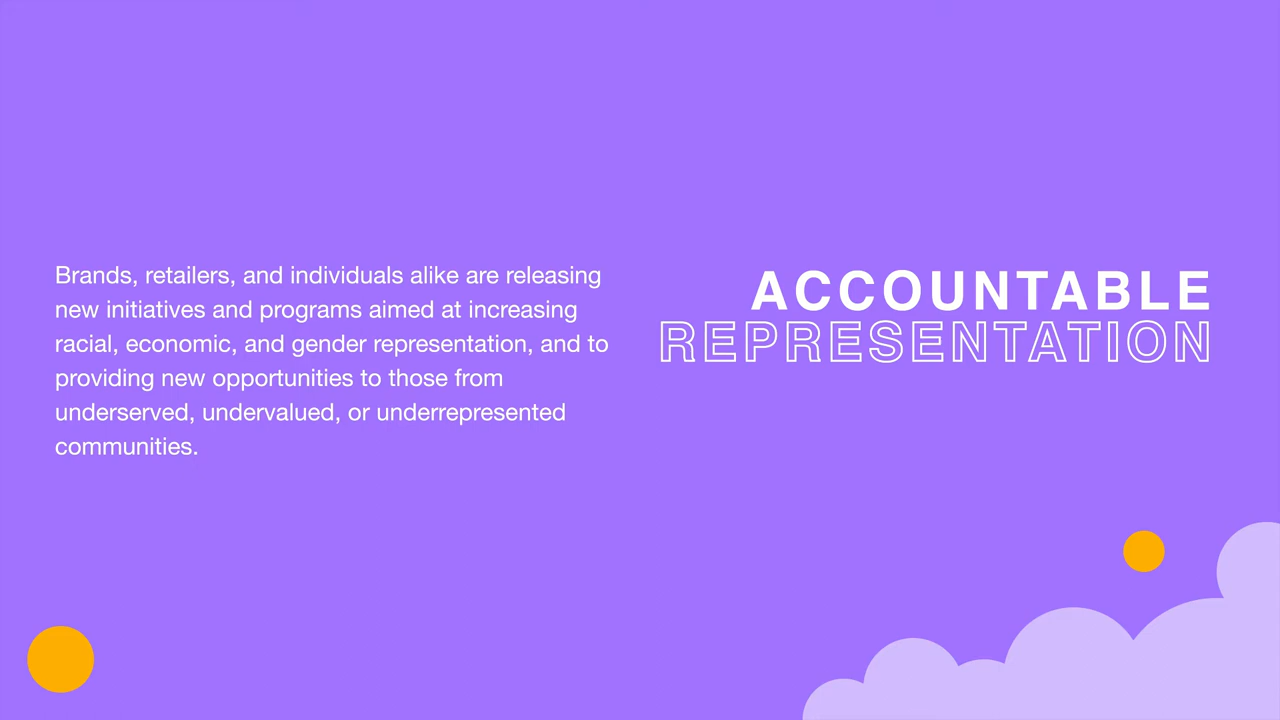 Brands, retailers, and individuals alike are releasing
new initiatives and programs aimed at increasing
racial, economic, and gender representation, and to
providing new opportunities to those from
underserved, undervalued, or underrepresented
communities.
ACCOUNTABLE
REPRESENTATION